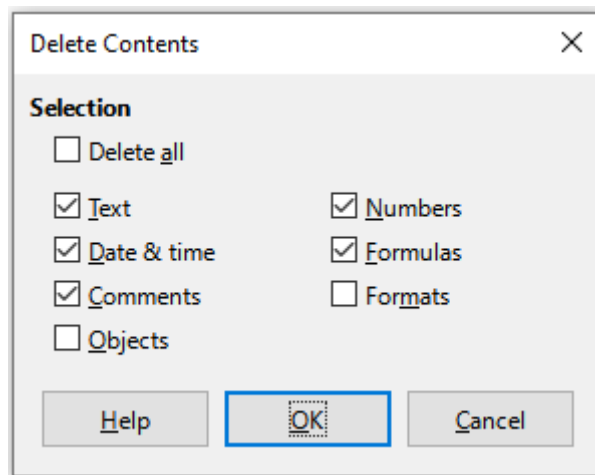 Delete Contents
Selection
Delete all
Text
Numbers
Date & time
Formulas
Comments
Formats
Objects
Help
OK
Cancel